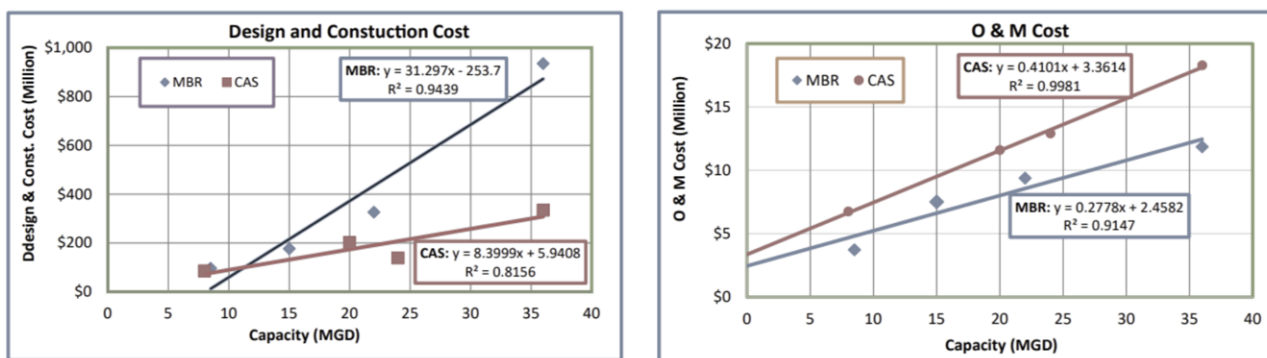 Design and Constuction Cost
Ddesign & Const. Cost (Million)
$1,000
$800
$600
$400
$200
$0
MBR CAS
MBR: y = 31.297x - 253.7
R² = 0.9439
CAS: y = 8.3999x + 5.9408
R² = 0.8156
0 5 10 15 20 25 30 35 40
Capacity (MGD)
O & M Cost
O & M Cost (Million)
$20
$15
$10
$5
$0
MBR CAS
CAS: y = 0.4101x + 3.3614
R² = 0.9981
MBR: y = 0.2778x + 2.4582
R² = 0.9147
0 5 10 15 20 25 30 35 40
Capacity (MGD)